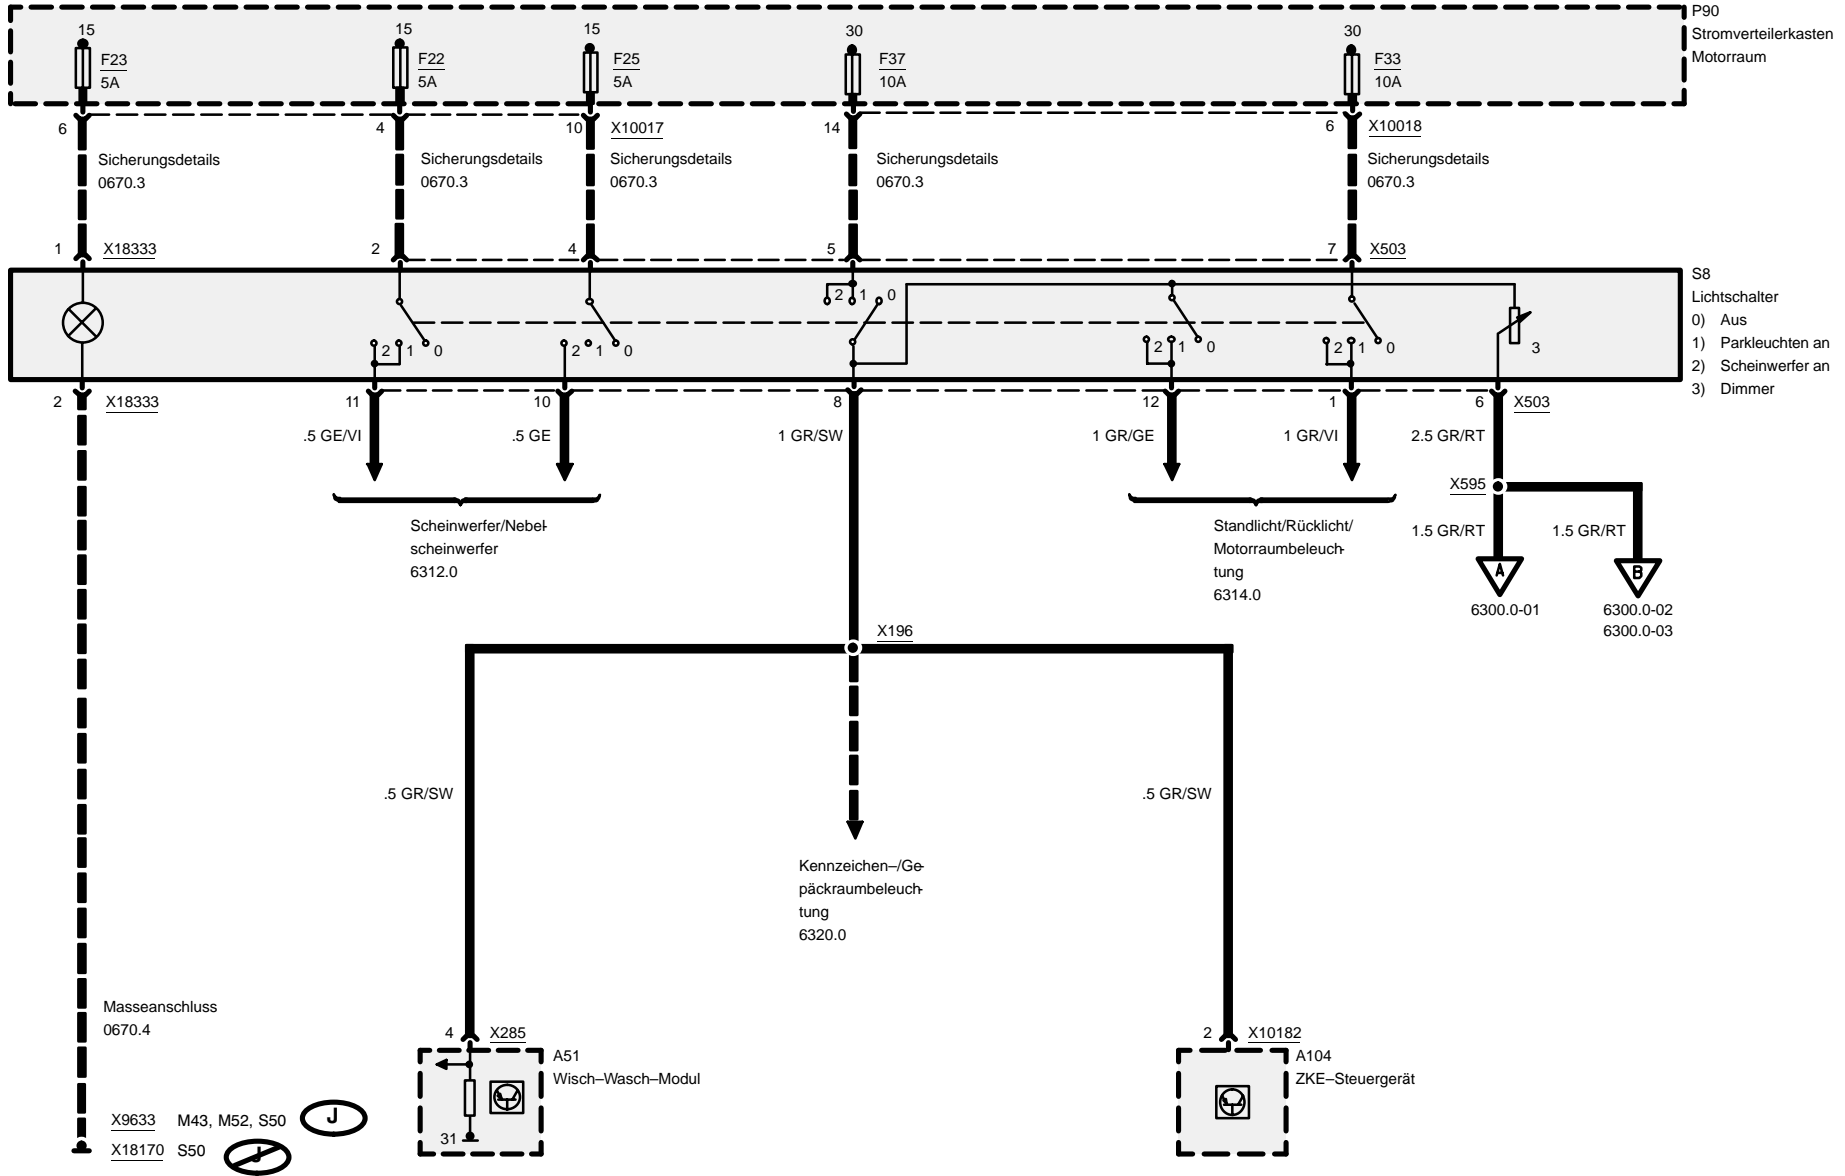 15 15 15 30 30
F23 F22 F25 F37 F33
5A 5A 5A 10A 10A
P90
Stromverteilerkasten
Motorraum
6 4 10 X10017 14 6 X10018
Sicherungsdetails Sicherungsdetails Sicherungsdetails Sicherungsdetails Sicherungsdetails
0670.3 0670.3 0670.3 0670.3 0670.3
1 X18333 2 4 5 7 X503
S8
Lichtschalter
0) Aus
1) Parkleuchten an
2) Scheinwerfer an
3) Dimmer
2 1 0
2 1 0 2 1 0 2 1 0 2 1 0 3
2 X18333 11 10 8 12 1 6 X503
.5 GE/VI .5 GE 1 GR/SW 1 GR/GE 1 GR/VI 2.5 GR/RT
X595
Scheinwerfer/Nebel-
scheinwerfer
6312.0
Standlicht/Rücklicht/
Motorraumbeleuch-
tung
6314.0
1.5 GR/RT 1.5 GR/RT
A B
6300.0-01 6300.0-02
6300.0-03
X196
.5 GR/SW .5 GR/SW
Kennzeichen–/Ge-
päckraumbeleuch-
tung
6320.0
Masseanschluss
0670.4
4 X285 2 X10182
A51
Wisch–Wasch–Modul
31
A104
ZKE–Steuergerät
X9633 M43, M52, S50 J
X18170 S50 J